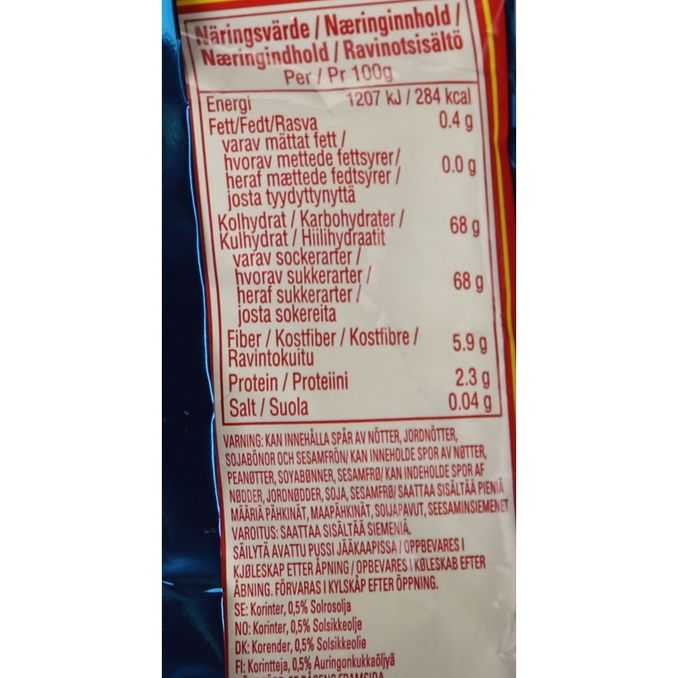 Näringsvärde / Næringinnhold /
Næringindhold / Ravinotsisältö
Per / Pr 100g
Energi 1207 kJ / 284 kcal
Fett/Fedt/Rasva 0.4 g
varav mättat fett /
hvorav mettede fettsyrer /
heraf mættede fedtsyrer / 0.0 g
josta tyydyttynyttä
Kolhydrat / Karbohydrater /
Kulhydrat / Hiilihydraatit 68 g
varav sockerarter /
hvorav sukkerarter /
heraf sukkerarter / 68 g
josta sokereita
Fiber / Kostfiber / Kostfibre /
Ravintokuitu 5.9 g
Protein / Proteiini 2.3 g
Salt / Suola 0.04 g
VARNING: KAN INNEHÅLLA SPÅR AV NÖTTER, JORDNÖTTER,
SOJABÖNOR OCH SESAMFRÖN/ KAN INNEHOLDE SPOR AV NØTTER,
PEANØTTER, SOYABØNNER, SESAMFRØ/ KAN INDEHOLDE SPOR AF
NØDDER, JORDNØDDER, SOJA, SESAMFRØ/ SAATTAA SISÄLTÄÄ PIENIÄ
MÄÄRIÄ PÄHKINÄT, MAAPÄHKINÄT, SOIJAPAVUT, SEESAMINSIEMENET
VAROITUS: SAATTAA SISÄLTÄÄ SIEMENIÄ.
SÄILYTÄ AVATTU PUSSI JÄÄKAAPISSA / OPPBEVARES I
KJØLESKAP ETTER ÅPNING / OPBEVARES I KØLESKAB EFTER
ÅBNING. FÖRVARAS I KYLSKÅP EFTER ÖPPNING.
SE: Korinter, 0,5% Solrosolja
NO: Korinter, 0,5% Solsikkeolje
DK: Korender, 0,5% Solsikkeolie
FI: Korintteja, 0,5% Auringonkukkaöljyä